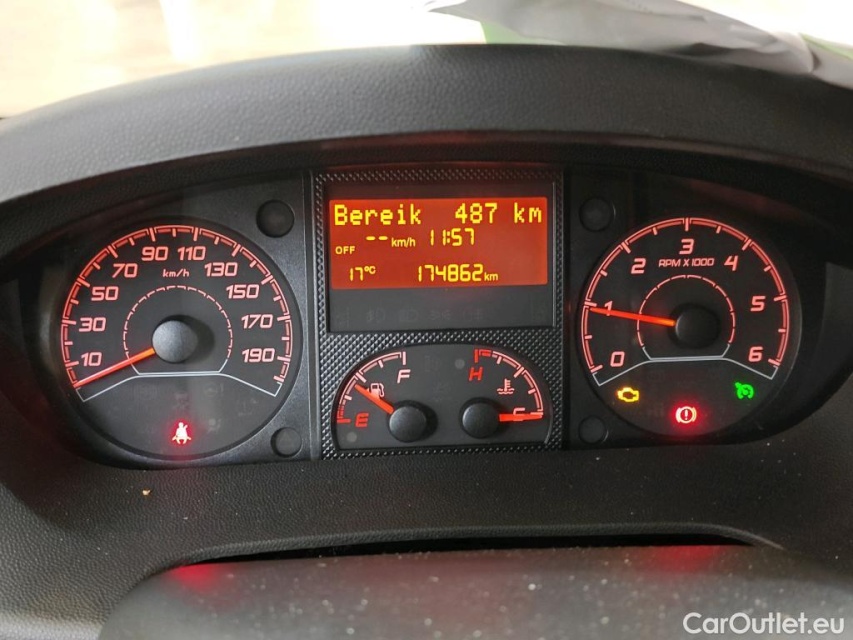 Bereik 487 km
OFF --km/h 11:57
17°C 174862km
10 30 50 70 90 110 130 150 170 190
km/h
0 1 2 3 4 5 6
RPM X 1000
E F
H C
CarOutlet.eu